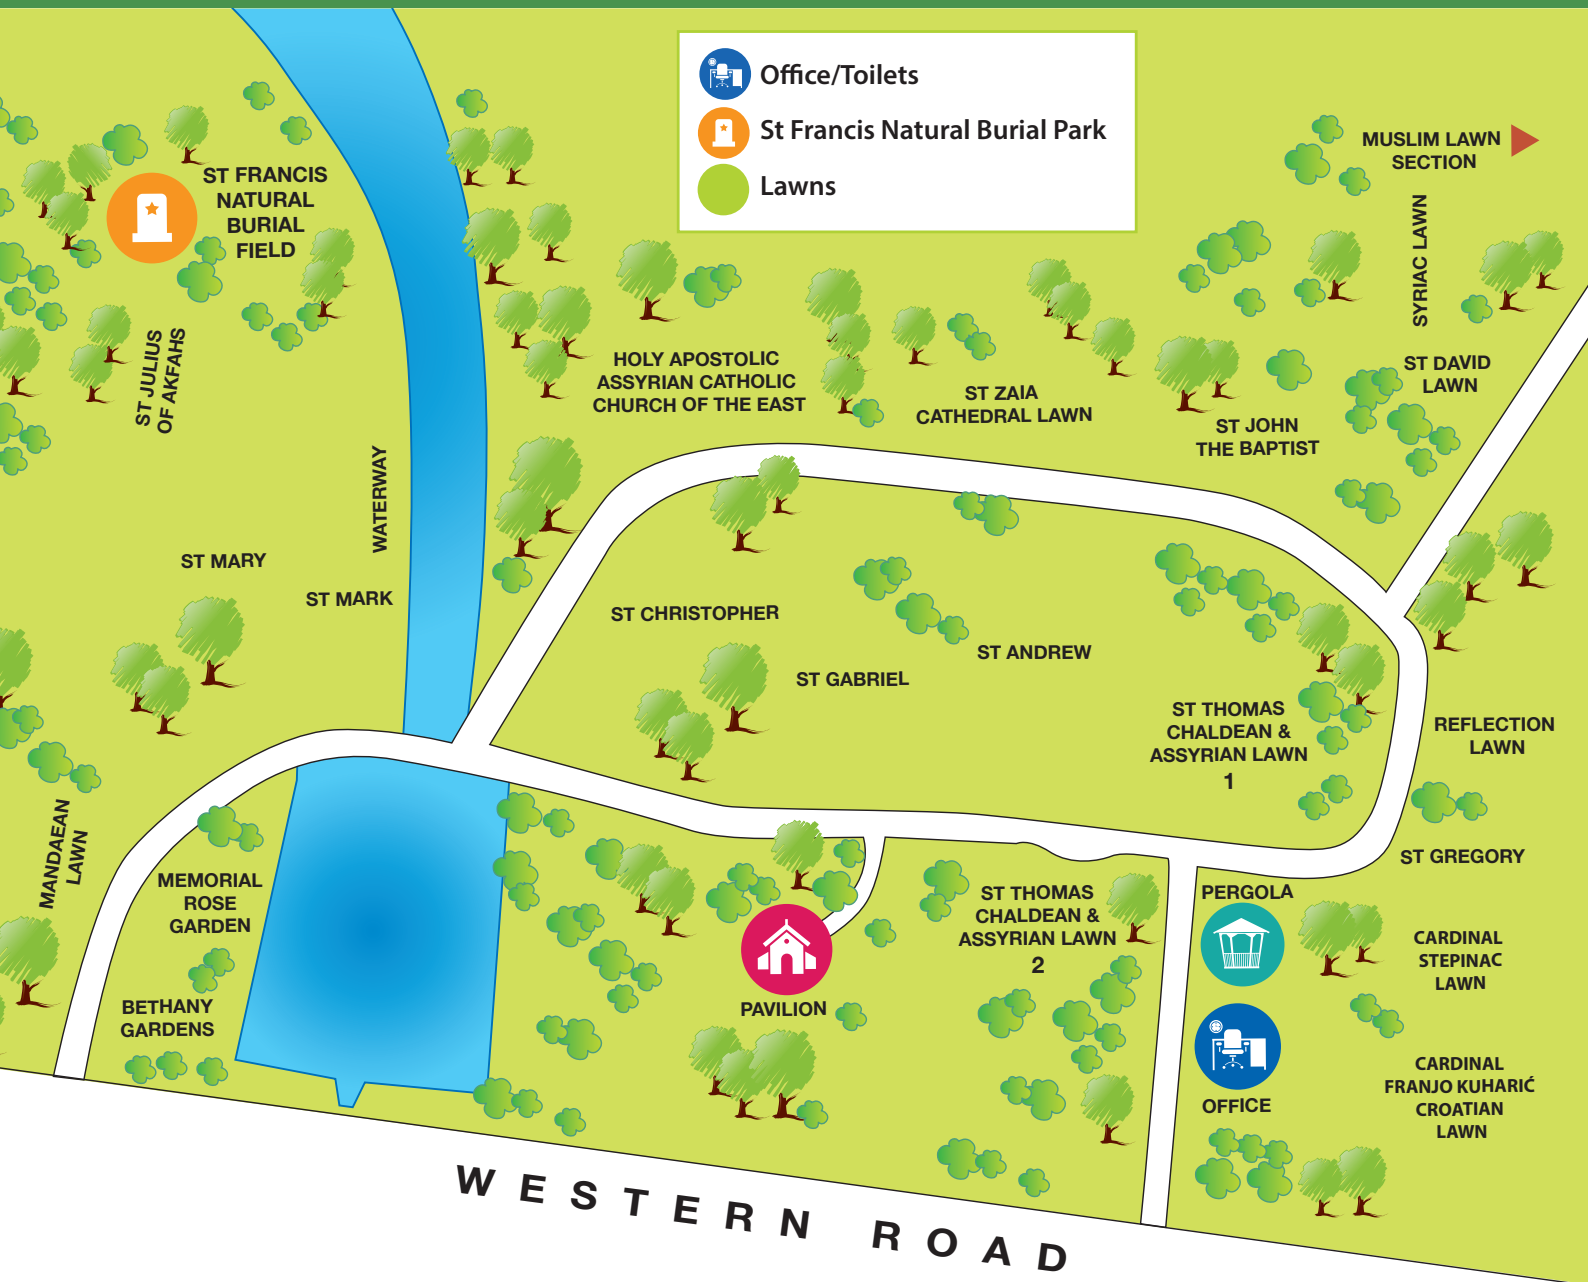 Office/Toilets
St Francis Natural Burial Park
Lawns
MUSLIM LAWN
SECTION
ST FRANCIS
NATURAL
BURIAL
FIELD
SYRIAC LAWN
ST JULIUS
OF AKFAHS
HOLY APOSTOLIC
ASSYRIAN CATHOLIC
CHURCH OF THE EAST
ST ZAIA
CATHEDRAL LAWN
ST DAVID
LAWN
ST JOHN
THE BAPTIST
WATERWAY
ST MARY
ST MARK
ST CHRISTOPHER
ST ANDREW
ST GABRIEL
ST THOMAS
CHALDEAN &
ASSYRIAN LAWN
1
REFLECTION
LAWN
MANDAEAN
LAWN
ST GREGORY
MEMORIAL
ROSE
GARDEN
ST THOMAS
CHALDEAN &
ASSYRIAN LAWN
2
PERGOLA
CARDINAL
STEPINAC
LAWN
BETHANY
GARDENS
PAVILION
OFFICE
CARDINAL
FRANJO KUHARIĆ
CROATIAN
LAWN
WESTERN ROAD